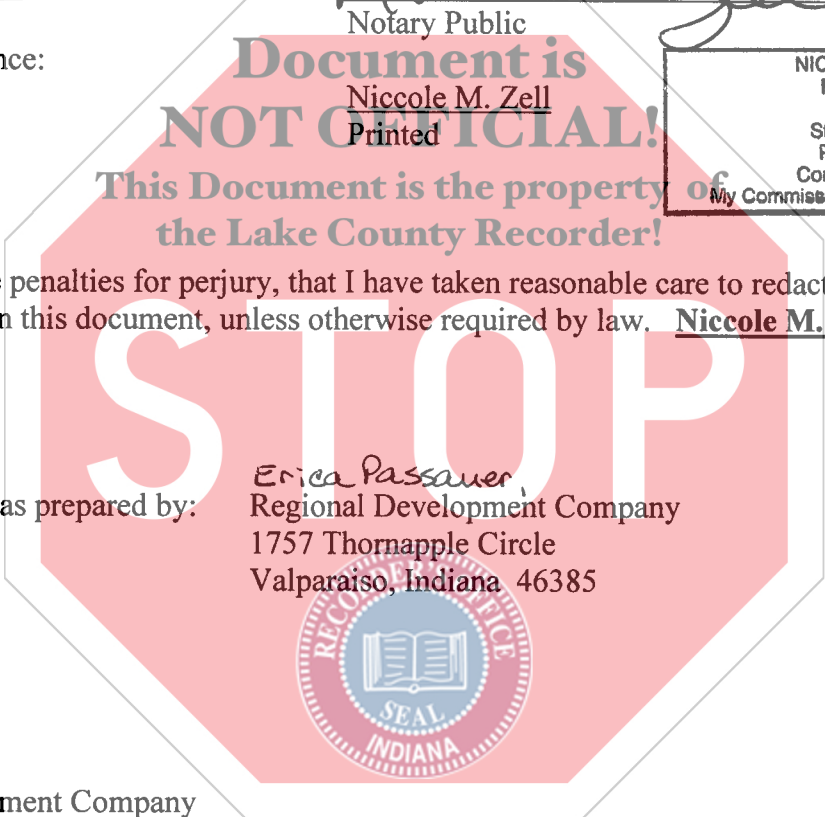 Notary Public
nce:
Document is
NOT OFFICIAL!
Niccole M. Zell
Printed
This Document is the property of
the Lake County Recorder!
NIC
My Commiss
penalties for perjury, that I have taken reasonable care to redact
n this document, unless otherwise required by law. Niccole M.
STOP
Erica Passauer,
as prepared by: Regional Development Company
1757 Thornapple Circle
Valparaiso, Indiana 46385
RECORDER'S OFFICE
SEAL
INDIANA
ment Company